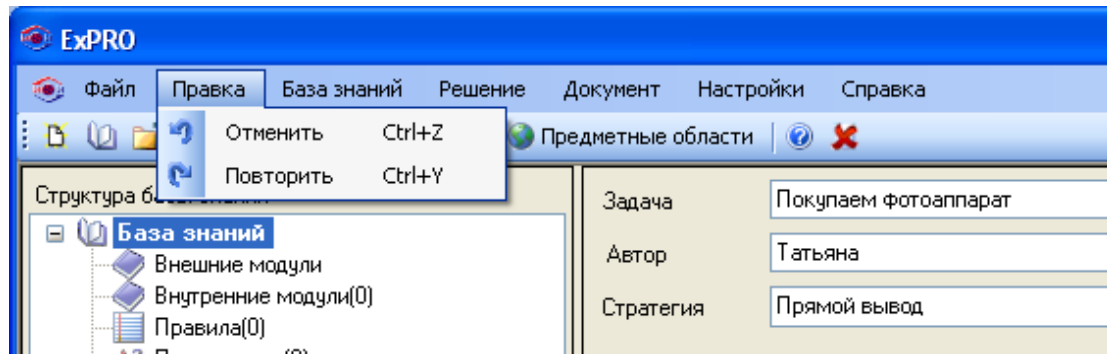 ExPRO
Файл Правка База знаний Решение Документ Настройки Справка
Отменить Ctrl+Z
Предметные области
Повторить Ctrl+Y
Структура
База знаний
Внешние модули
Внутренние модули(0)
Правила(0)
Задача Покупаем фотоаппарат
Автор Татьяна
Стратегия Прямой вывод